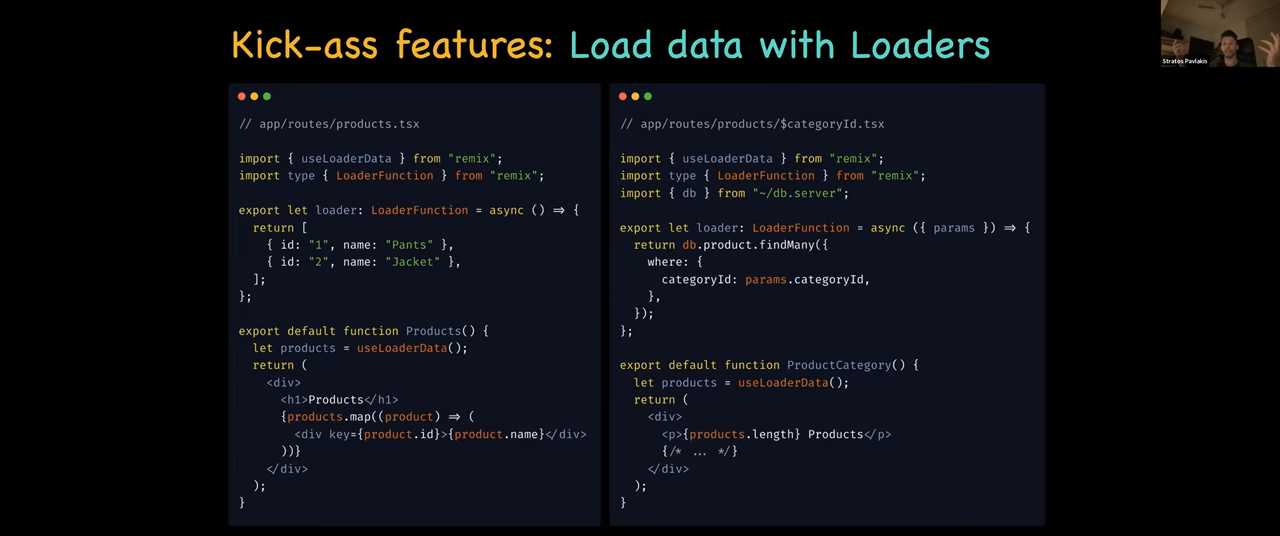 Kick-ass features: Load data with Loaders
Stratos Pavlakis
// app/routes/products.tsx
import { useLoaderData } from "remix";
import type { LoaderFunction } from "remix";
export let loader: LoaderFunction = async () => {
return [
{ id: "1", name: "Pants" },
{ id: "2", name: "Jacket" },
];
};
export default function Products() {
let products = useLoaderData();
return (
<div>
<h1>Products</h1>
{products.map((product) => (
<div key={product.id}>{product.name}</div>
))}
</div>
);
}
// app/routes/products/$categoryId.tsx
import { useLoaderData } from "remix";
import type { LoaderFunction } from "remix";
import { db } from "~/db.server";
export let loader: LoaderFunction = async ({ params }) => {
return db.product.findMany({
where: {
categoryId: params.categoryId,
},
});
};
export default function ProductCategory() {
let products = useLoaderData();
return (
<div>
<p>{products.length} Products</p>
{/* ... */}
</div>
);
}